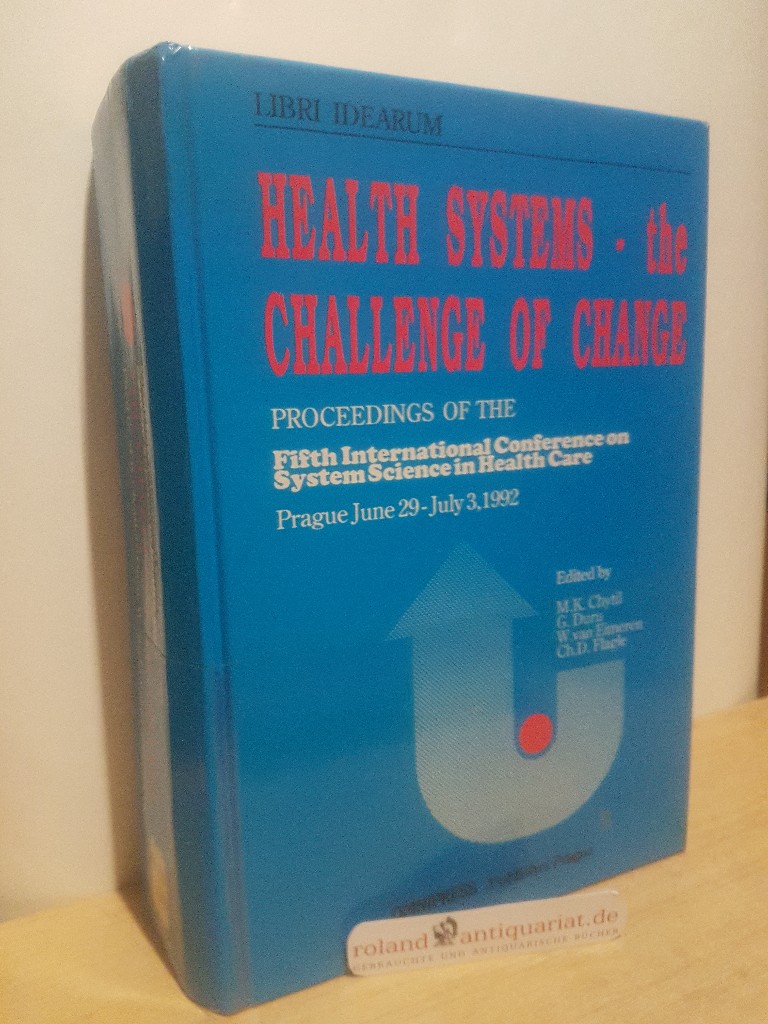 LIBRI IDEARUM
HEALTH SYSTEMS - the
CHALLENGE OF CHANGE
PROCEEDINGS OF THE
Fifth International Conference on
System Science in Health Care
Prague June 29 - July 3, 1992
Edited by
M.K. Chytil
G. Duru
W. van Eimeren
Ch.D. Flagle
roland antiquariat.de
GEBRAUCHTE UND ANTIQUARISCHE BÜCHER